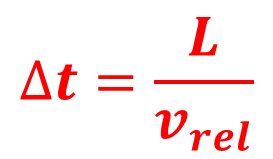 Δt = L / v_rel